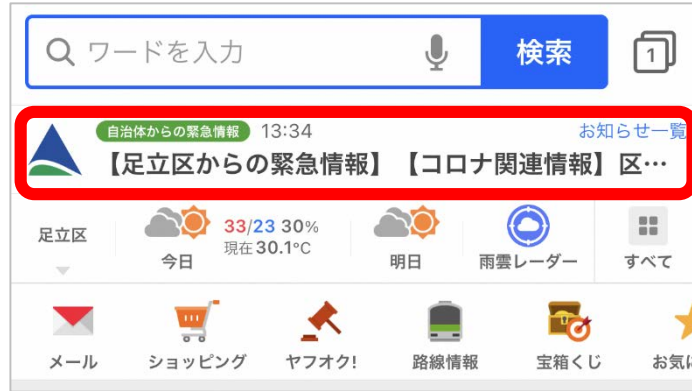 ワードを入力 検索 1
自治体からの緊急情報 13:34 お知らせ一覧
【足立区からの緊急情報】【コロナ関連情報】区…
足立区 33/23 30%
現在30.1°C
今日 明日 雨雲レーダー すべて
メール ショッピング ヤフオク! 路線情報 宝箱くじ お気に